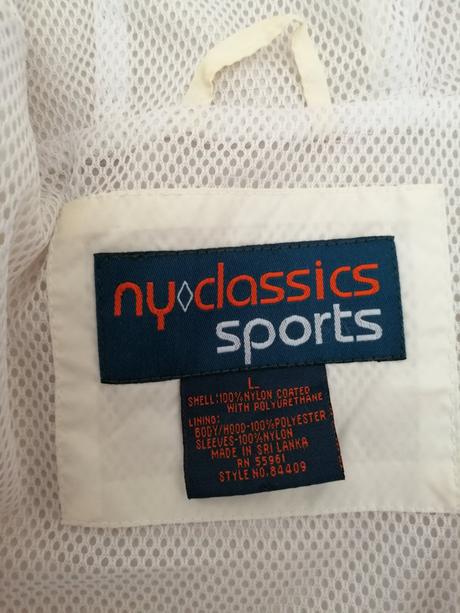 ny◊classics
sports
L
SHELL:100%NYLON COATED
WITH POLYURETHANE
LINING:
BODY/HOOD-100%POLYESTER
SLEEVES-100%NYLON
MADE IN SRI LANKA
RN 55961
STYLE NO.84409